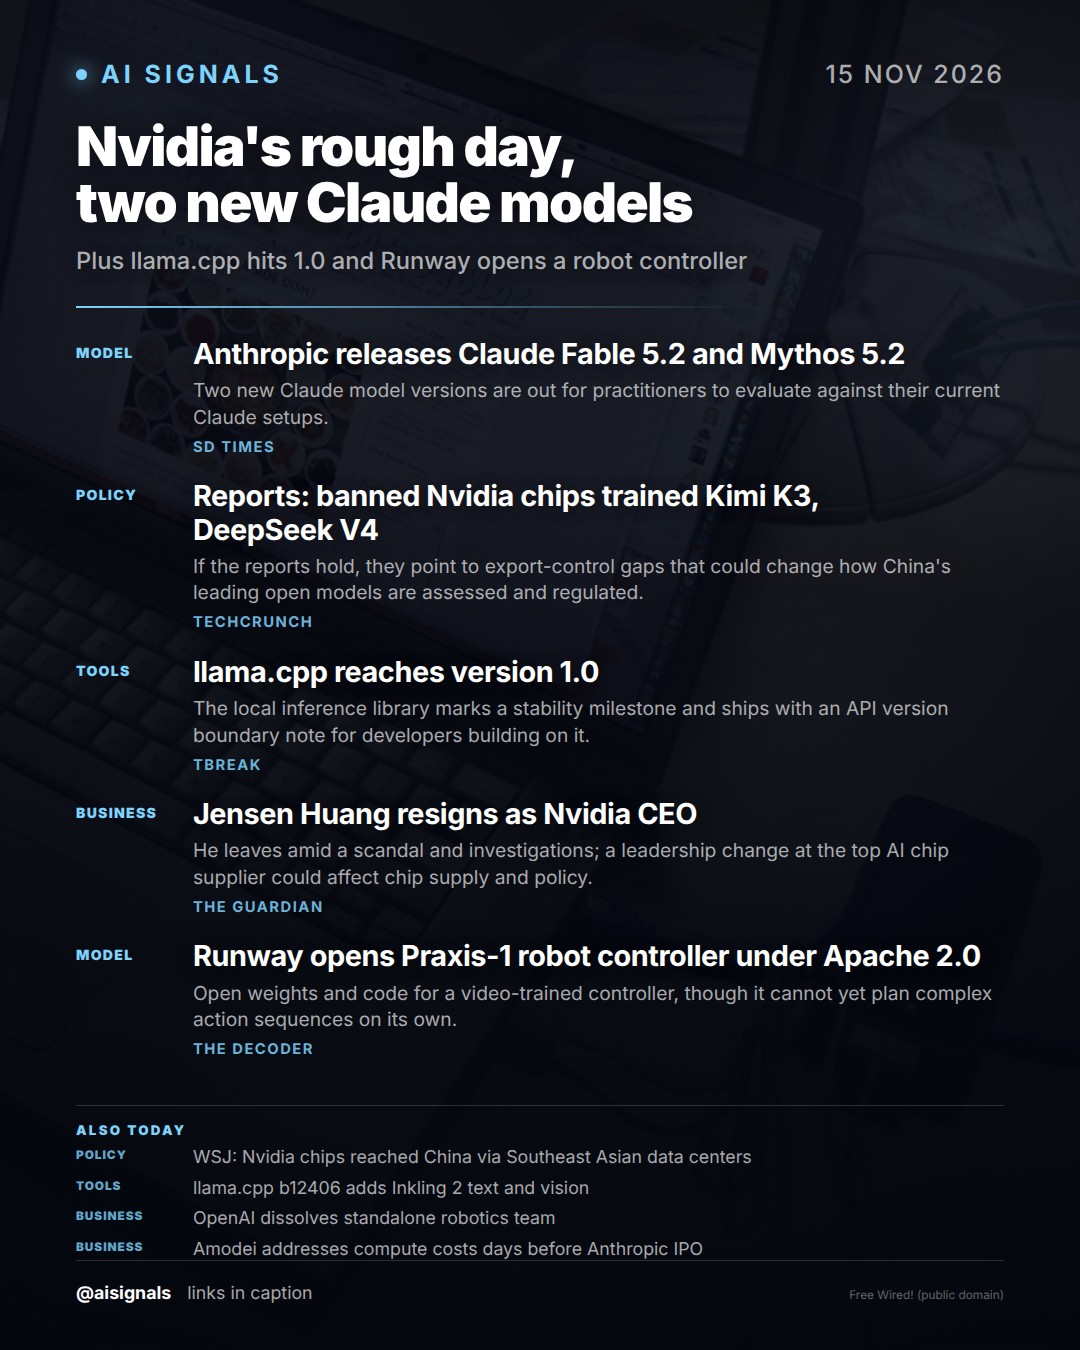 AI SIGNALS
15 NOV 2026
Nvidia's rough day,
two new Claude models
Plus llama.cpp hits 1.0 and Runway opens a robot controller
MODEL
Anthropic releases Claude Fable 5.2 and Mythos 5.2
Two new Claude model versions are out for practitioners to evaluate against their current
Claude setups.
SD TIMES
POLICY
Reports: banned Nvidia chips trained Kimi K3,
DeepSeek V4
If the reports hold, they point to export-control gaps that could change how China's
leading open models are assessed and regulated.
TECHCRUNCH
TOOLS
llama.cpp reaches version 1.0
The local inference library marks a stability milestone and ships with an API version
boundary note for developers building on it.
TBREAK
BUSINESS
Jensen Huang resigns as Nvidia CEO
He leaves amid a scandal and investigations; a leadership change at the top AI chip
supplier could affect chip supply and policy.
THE GUARDIAN
MODEL
Runway opens Praxis-1 robot controller under Apache 2.0
Open weights and code for a video-trained controller, though it cannot yet plan complex
action sequences on its own.
THE DECODER
ALSO TODAY
POLICY
WSJ: Nvidia chips reached China via Southeast Asian data centers
TOOLS
llama.cpp b12406 adds Inkling 2 text and vision
BUSINESS
OpenAI dissolves standalone robotics team
BUSINESS
Amodei addresses compute costs days before Anthropic IPO
@aisignals links in caption
Free Wired! (public domain)